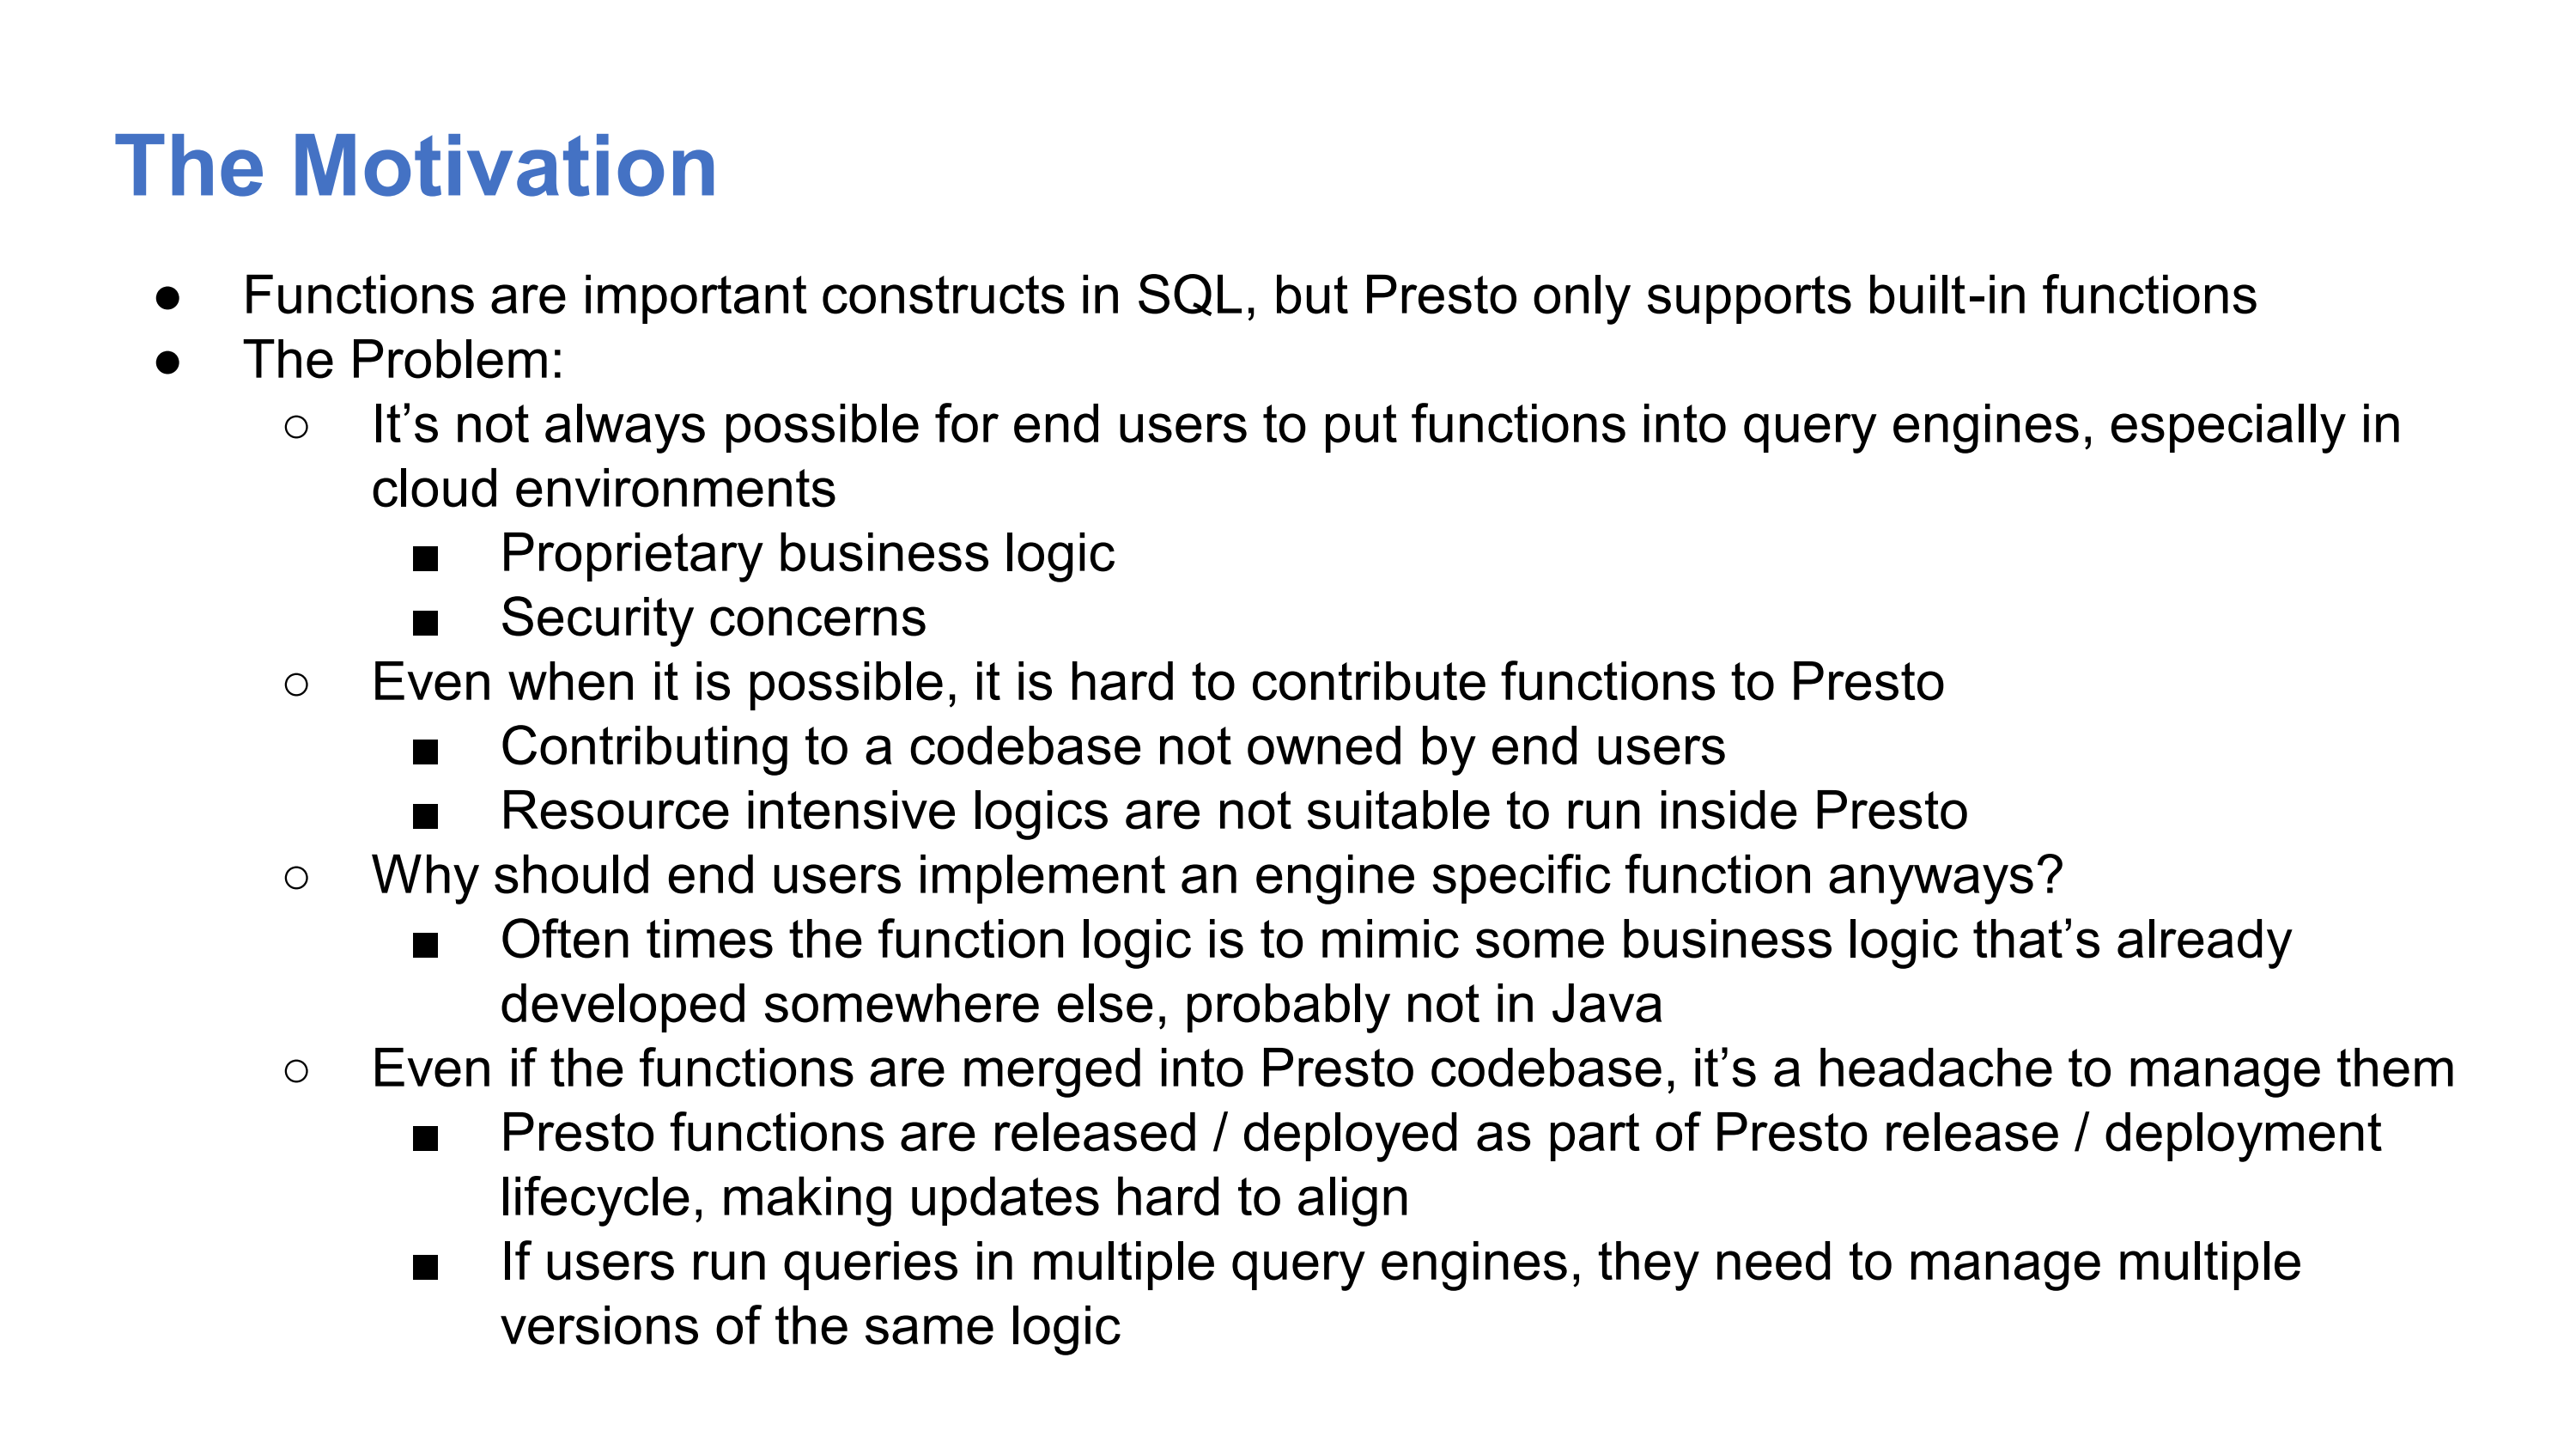 The Motivation
● Functions are important constructs in SQL, but Presto only supports built-in functions
● The Problem:
○ It’s not always possible for end users to put functions into query engines, especially in
cloud environments
■ Proprietary business logic
■ Security concerns
○ Even when it is possible, it is hard to contribute functions to Presto
■ Contributing to a codebase not owned by end users
■ Resource intensive logics are not suitable to run inside Presto
○ Why should end users implement an engine specific function anyways?
■ Often times the function logic is to mimic some business logic that’s already
developed somewhere else, probably not in Java
○ Even if the functions are merged into Presto codebase, it’s a headache to manage them
■ Presto functions are released / deployed as part of Presto release / deployment
lifecycle, making updates hard to align
■ If users run queries in multiple query engines, they need to manage multiple
versions of the same logic